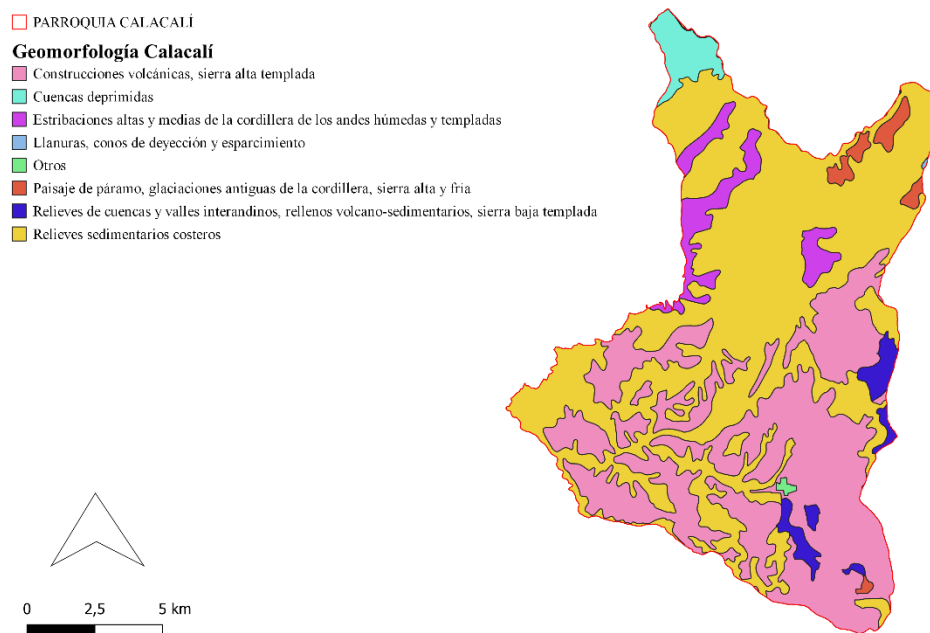 PARROQUIA CALACALÍ
Geomorfología Calacalí
Construcciones volcánicas, sierra alta templada
Cuencas deprimidas
Estribaciones altas y medias de la cordillera de los andes húmedas y templadas
Llanuras, conos de deyección y esparcimiento
Otros
Paisaje de páramo, glaciaciones antiguas de la cordillera, sierra alta y fria
Relieves de cuencas y valles interandinos, rellenos volcano-sedimentarios, sierra baja templada
Relieves sedimentarios costeros
0 2,5 5 km